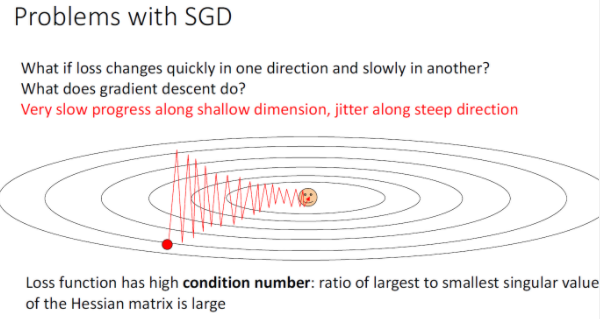 Problems with SGD
What if loss changes quickly in one direction and slowly in another?
What does gradient descent do?
Very slow progress along shallow dimension, jitter along steep direction
Loss function has high condition number: ratio of largest to smallest singular value
of the Hessian matrix is large